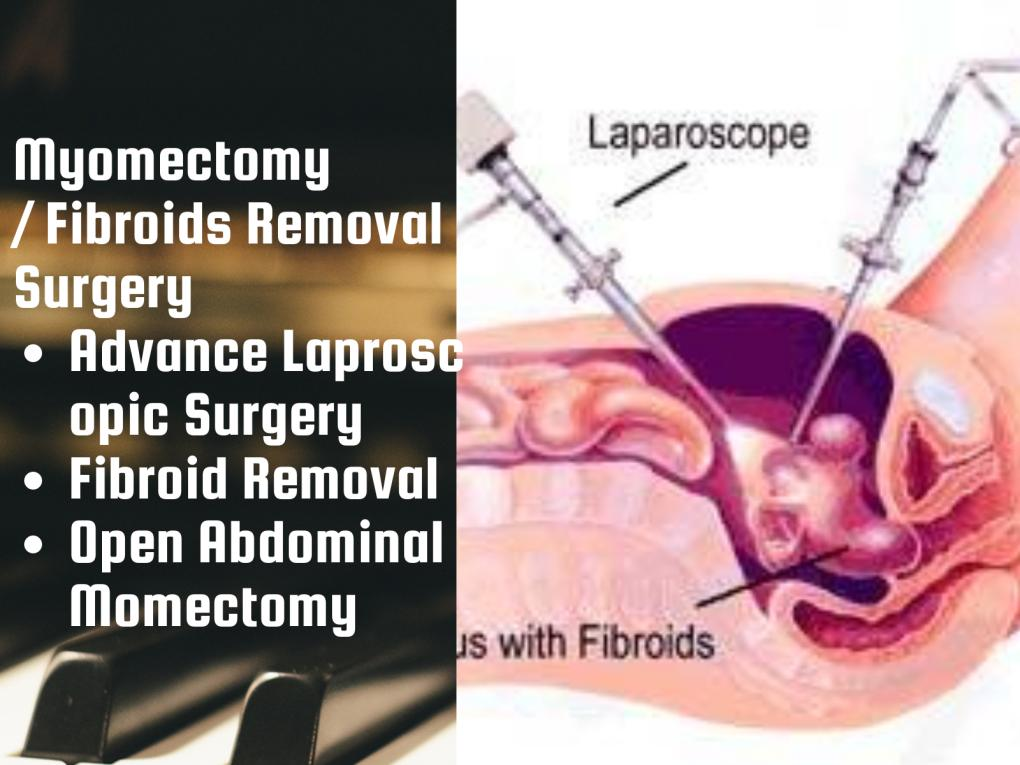 Myomectomy
/ Fibroids Removal
Surgery
• Advance Laprosc
opic Surgery
• Fibroid Removal
• Open Abdominal
Momectomy
Laparoscope
us with Fibroids